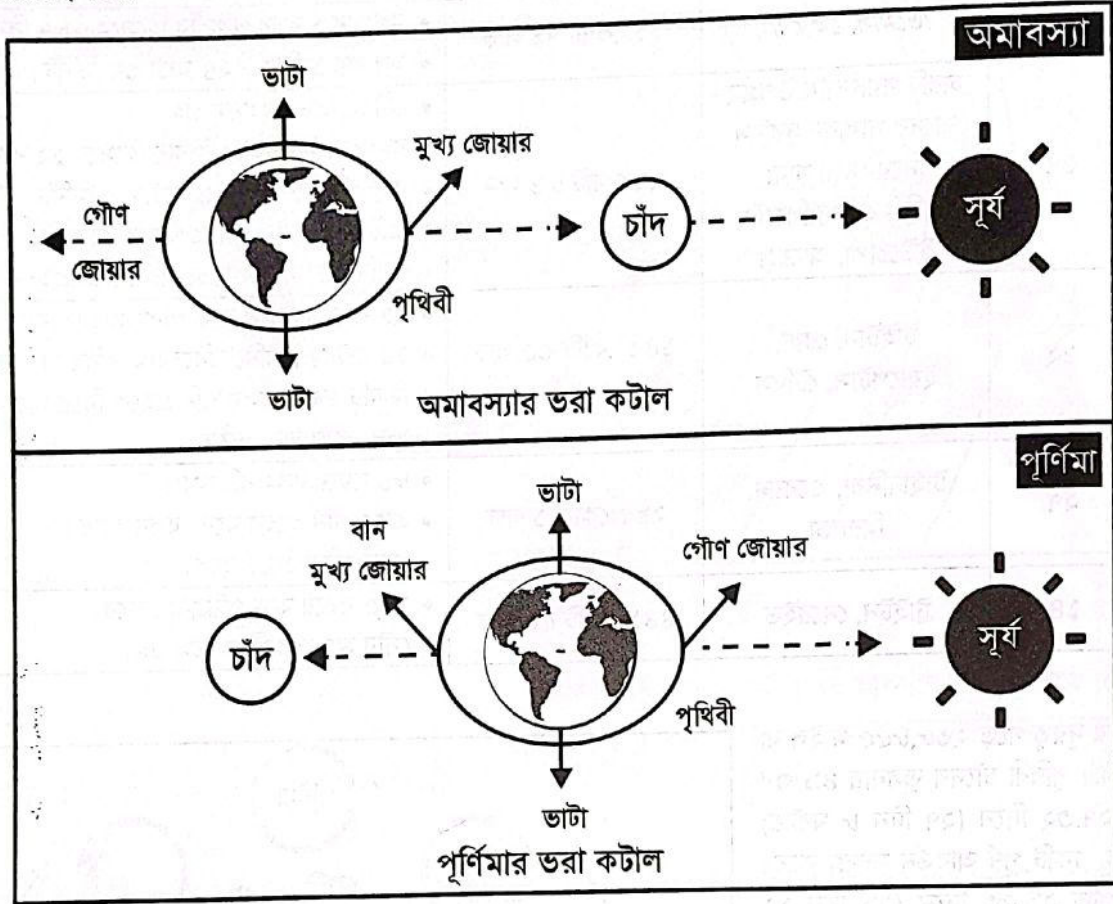 অমাবস্যা
ভাটা
মুখ্য জোয়ার
গৌণ
জোয়ার
চাঁদ
সূর্য
পৃথিবী
ভাটা
অমাবস্যার ভরা কটাল
পূর্ণিমা
ভাটা
বান
মুখ্য জোয়ার
গৌণ জোয়ার
চাঁদ
সূর্য
পৃথিবী
ভাটা
পূর্ণিমার ভরা কটাল